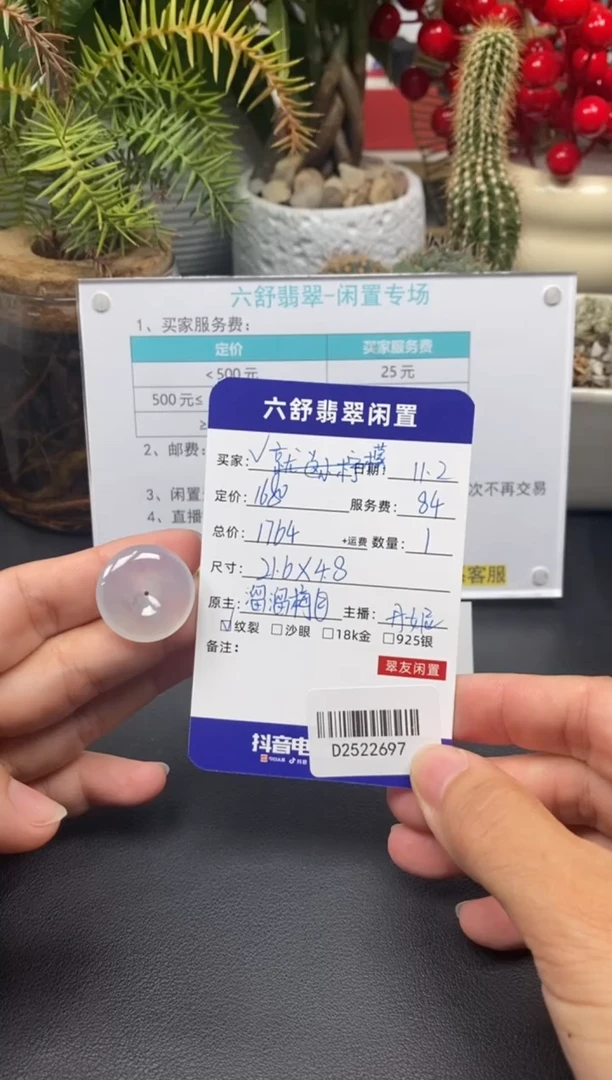 六舒翡翠-闲置专场
1、买家服务费：
定价 买家服务费
<500元 25元
500元≤
≥
2、邮费：
3、闲置 次不再交易
4、直播 客服
六舒翡翠闲置
买家： 日期： 11.2
定价：1680 服务费：84
总价：1764 +运费 数量：1
尺寸：21.6×4.8
原主： 主播：
☑纹裂 □沙眼 □18k金 □925银
备注：
翠友闲置
抖音电
D2522697